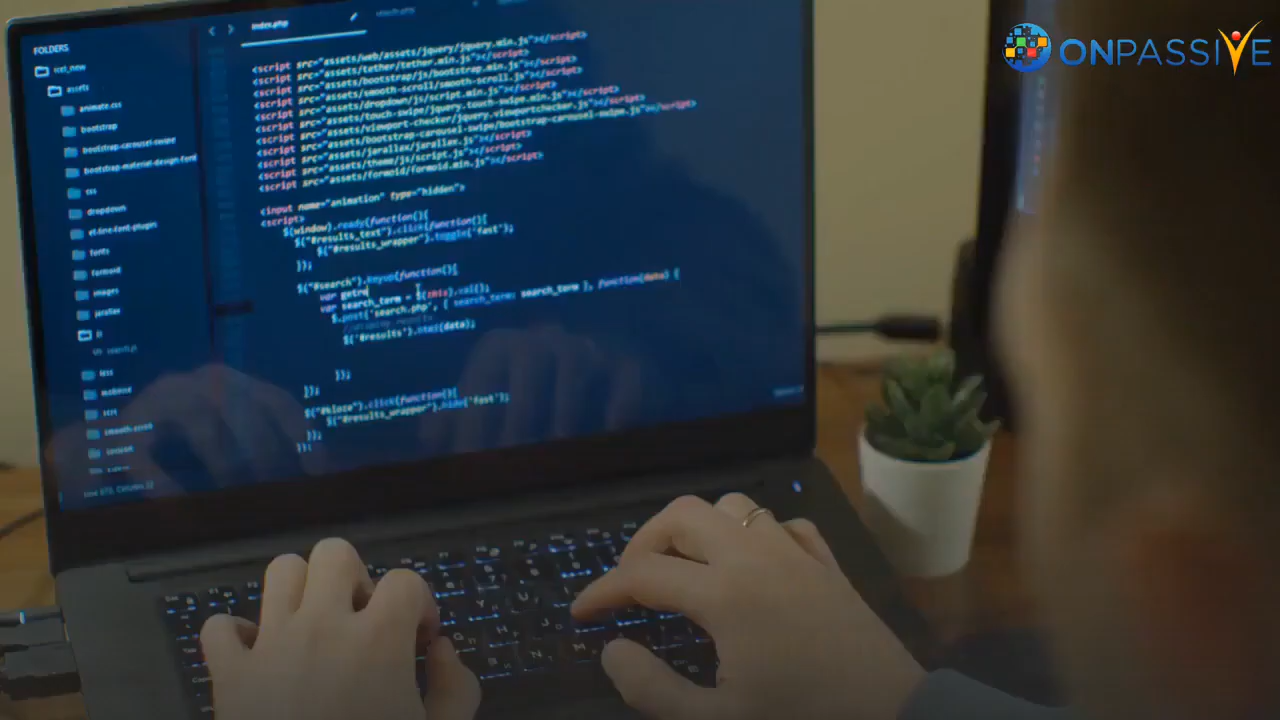 ONPASSIVE
index.php
FOLDERS
assets
animate.css
bootstrap
bootstrap-carousel-swipe
bootstrap-material-design-font
css
dropdown
et-line-font-plugin
fonts
formoid
images
jarallax
js
less
smooth-scroll
<script src="assets/web/assets/jquery/jquery.min.js"></script>
<script src="assets/tether/tether.min.js"></script>
<script src="assets/bootstrap/js/bootstrap.min.js"></script>
<script src="assets/smooth-scroll/smooth-scroll.js"></script>
<script src="assets/dropdown/js/script.min.js"></script>
<script src="assets/touch-swipe/jquery.touch-swipe.min.js"></script>
<script src="assets/viewport-checker/jquery.viewportchecker.js"></script>
<script src="assets/bootstrap-carousel-swipe/bootstrap-carousel-swipe.js"></script>
<script src="assets/jarallax/jarallax.js"></script>
<script src="assets/theme/js/script.js"></script>
<script src="assets/formoid/formoid.min.js"></script>
<input name="animation" type="hidden">
<script>
$(window).ready(function(){
$("#results_text").click(function(){
$("#results_wrapper").toggle('fast');
});
$("#search").keyup(function(){
var getre
var search_term = $(this).val();
$.post('search.php', { search_term: search_term }, function(data) {
$('#results').html(data);
});
});
$("#kloze").click(function(){
$("#results_wrapper").hide('fast');
});
});